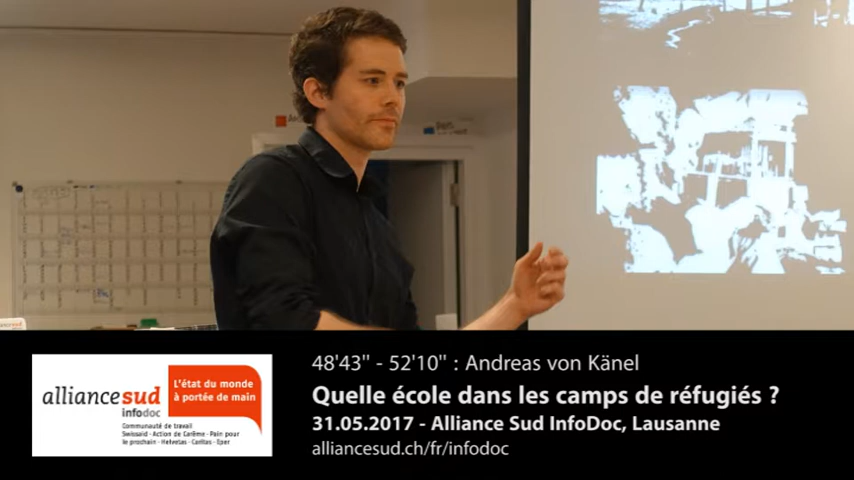 48'43'' - 52'10'' : Andreas von Känel
Quelle école dans les camps de réfugiés ?
31.05.2017 - Alliance Sud InfoDoc, Lausanne
alliancesud.ch/fr/infodoc
alliancesud
infodoc
L'état du monde
à portée de main
Communauté de travail
Swissaid · Action de Carême · Pain pour
le prochain · Helvetas · Caritas · Eper